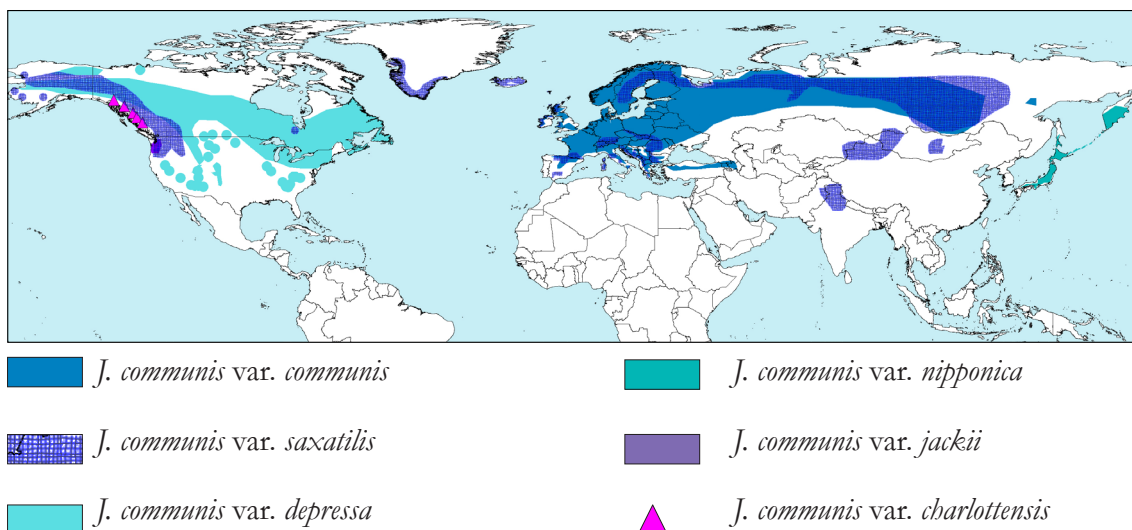 J. communis var. communis
J. communis var. nipponica
J. communis var. saxatilis
J. communis var. jackii
J. communis var. depressa
J. communis var. charlottensis